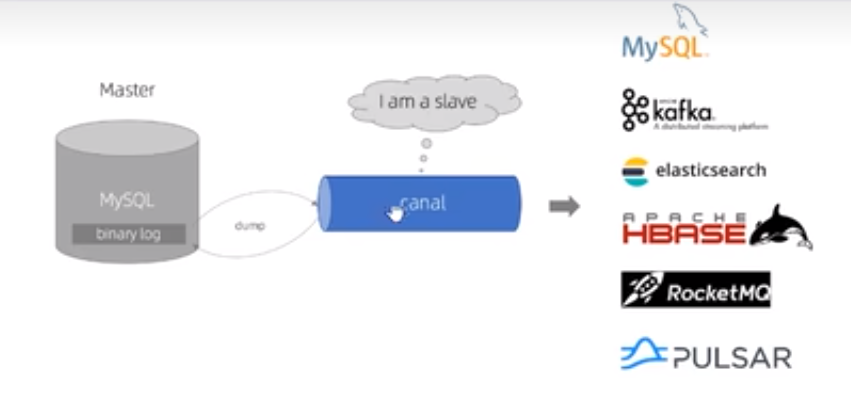 Master
MySQL
binary log
dump
I am a slave
canal
MySQL
kafka
A distributed streaming platform
elasticsearch
APACHE
HBASE
RocketMQ
PULSAR